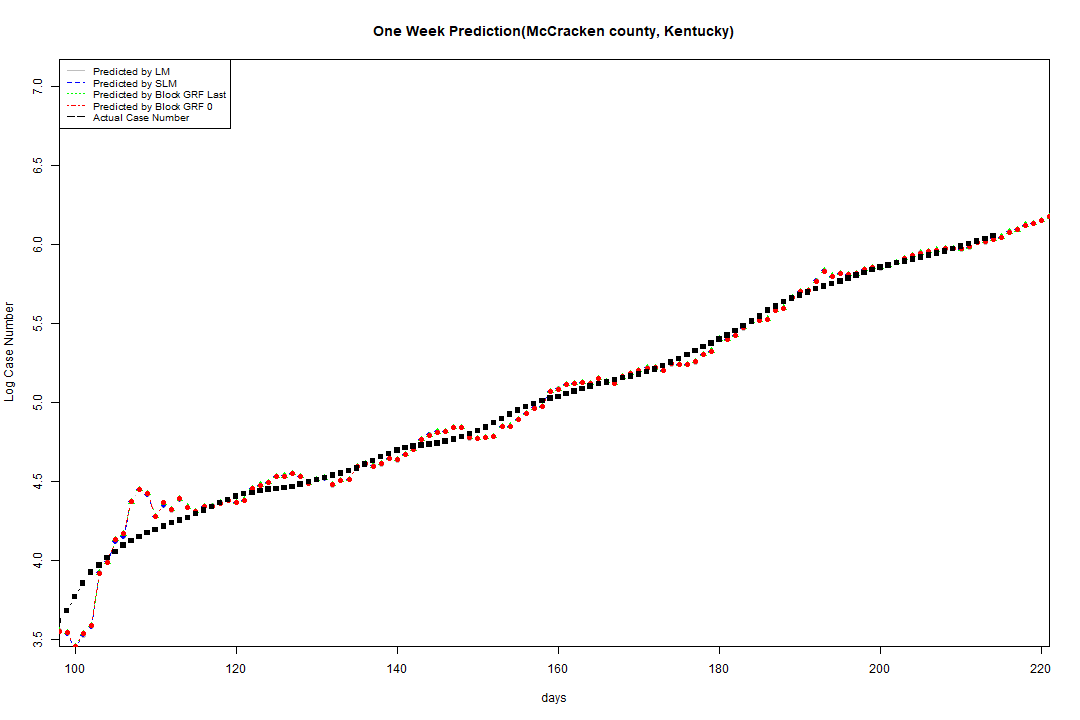 One Week Prediction(McCracken county, Kentucky)
Predicted by LM
Predicted by SLM
Predicted by Block GRF Last
Predicted by Block GRF 0
Actual Case Number
7.0
6.5
6.0
5.5
5.0
4.5
4.0
3.5
Log Case Number
100 120 140 160 180 200 220
days